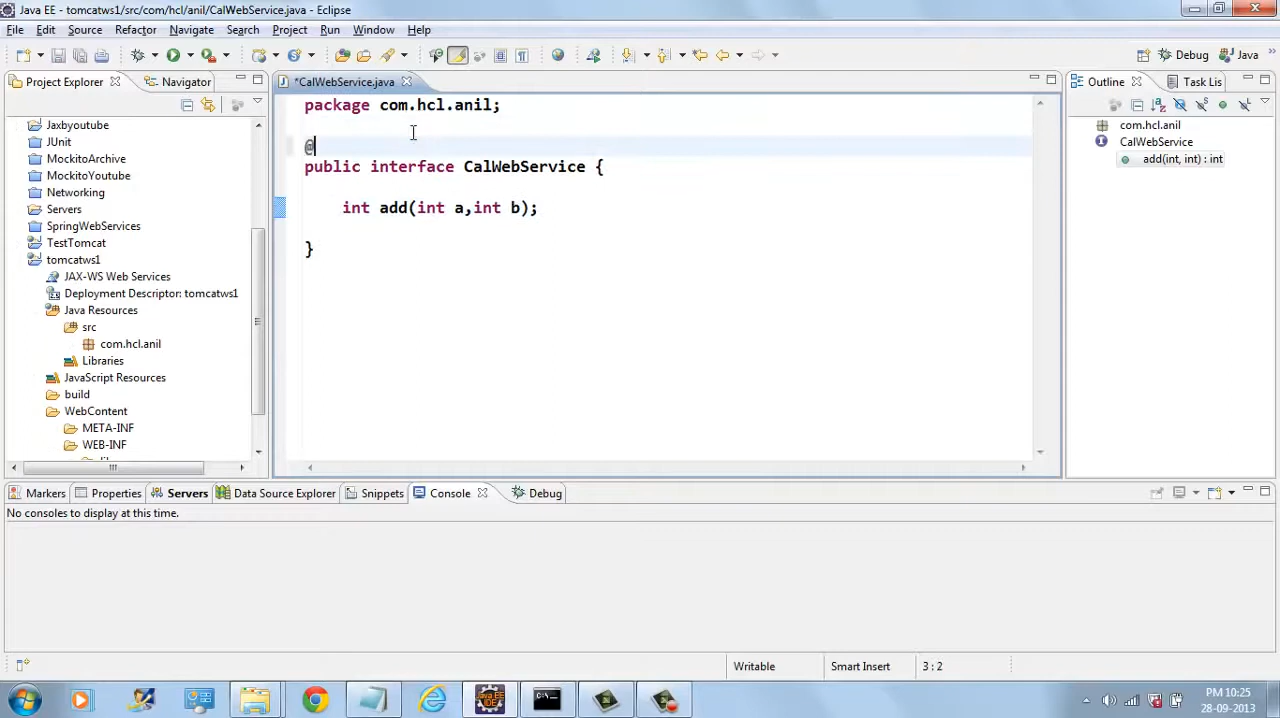 Java EE - tomcatws1/src/com/hcl/anil/CalWebService.java - Eclipse
File Edit Source Refactor Navigate Search Project Run Window Help
Debug Java
Project Explorer Navigator
*CalWebService.java
Outline Task Lis
Jaxbyoutube
JUnit
MockitoArchive
MockitoYoutube
Networking
Servers
SpringWebServices
TestTomcat
tomcatws1
JAX-WS Web Services
Deployment Descriptor: tomcatws1
Java Resources
src
com.hcl.anil
Libraries
JavaScript Resources
build
WebContent
META-INF
WEB-INF
package com.hcl.anil;
@
public interface CalWebService {
int add(int a,int b);
}
com.hcl.anil
CalWebService
add(int, int) : int
Markers Properties Servers Data Source Explorer Snippets Console Debug
No consoles to display at this time.
Writable Smart Insert 3 : 2
PM 10:25
28-09-2013